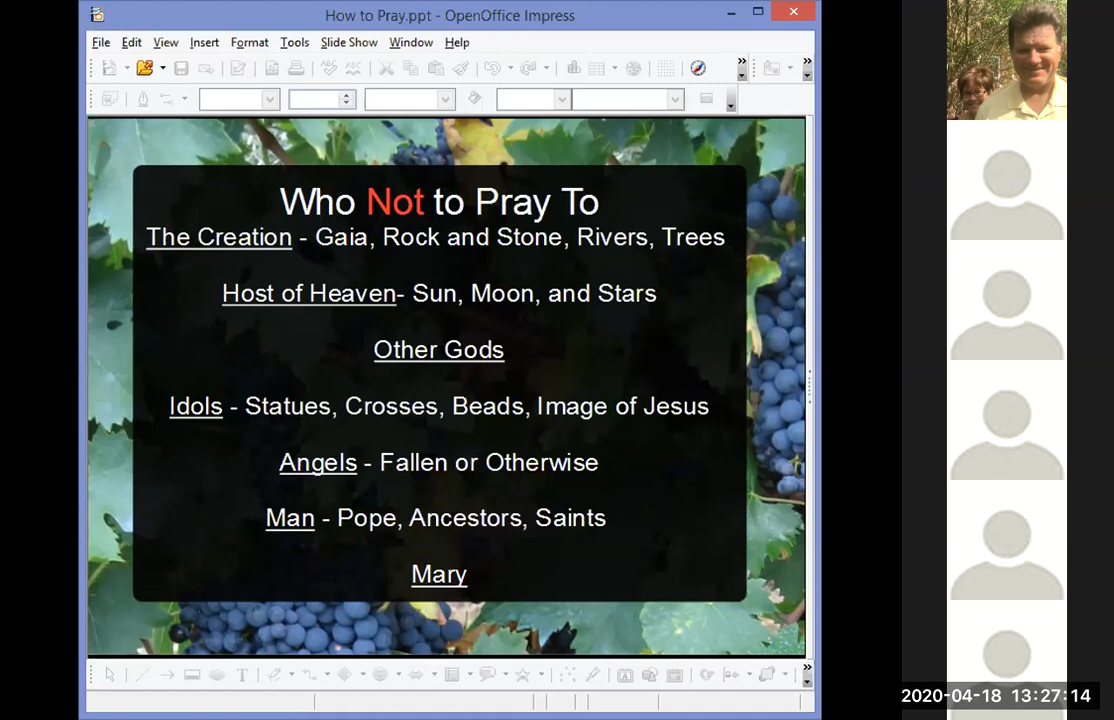 How to Pray.ppt - OpenOffice Impress
File Edit View Insert Format Tools Slide Show Window Help
Who Not to Pray To
The Creation - Gaia, Rock and Stone, Rivers, Trees
Host of Heaven- Sun, Moon, and Stars
Other Gods
Idols - Statues, Crosses, Beads, Image of Jesus
Angels - Fallen or Otherwise
Man - Pope, Ancestors, Saints
Mary
2020-04-18 13:27:14